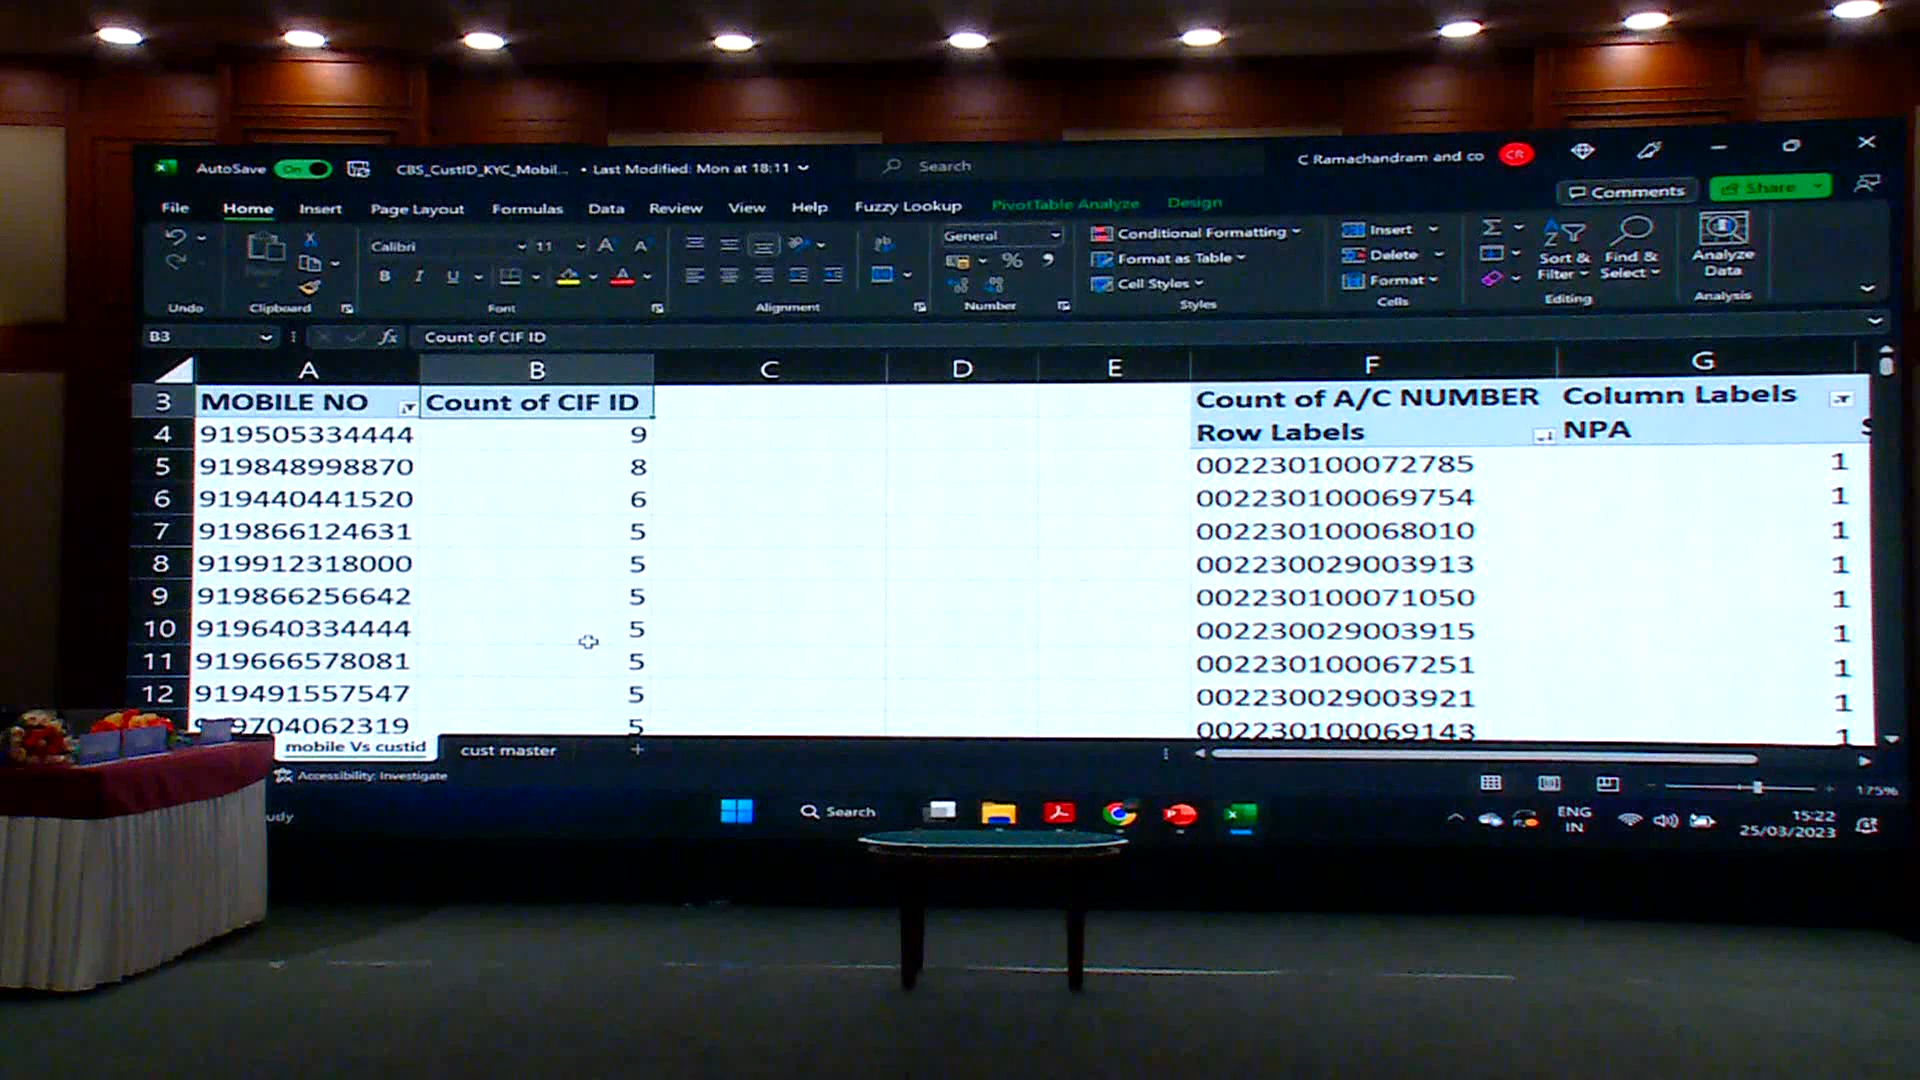 AutoSave On CBS_CustID_KYC_Mobil... • Last Modified: Mon at 18:11 Search C Ramachandram and co CR
Comments Share
File Home Insert Page Layout Formulas Data Review View Help Fuzzy Lookup PivotTable Analyze Design
Calibri 11 General Conditional Formatting Insert
B I U % Format as Table Delete Sort & Find & Analyze
Cell Styles Format Filter Select Data
Undo Clipboard Font Alignment Number Styles Cells Editing Analysis
B3 fx Count of CIF ID
A B C D E F G
3 MOBILE NO Count of CIF ID Count of A/C NUMBER Column Labels
4 919505334444 9 Row Labels NPA
5 919848998870 8 002230100072785 1
6 919440441520 6 002230100069754 1
7 919866124631 5 002230100068010 1
8 919912318000 5 002230029003913 1
9 919866256642 5 002230100071050 1
10 919640334444 5 002230029003915 1
11 919666578081 5 002230100067251 1
12 919491557547 5 002230029003921 1
9704062319 5 002230100069143 1
mobile Vs custid cust master +
Accessibility: Investigate
175%
Search ENG 15:22
IN 25/03/2023